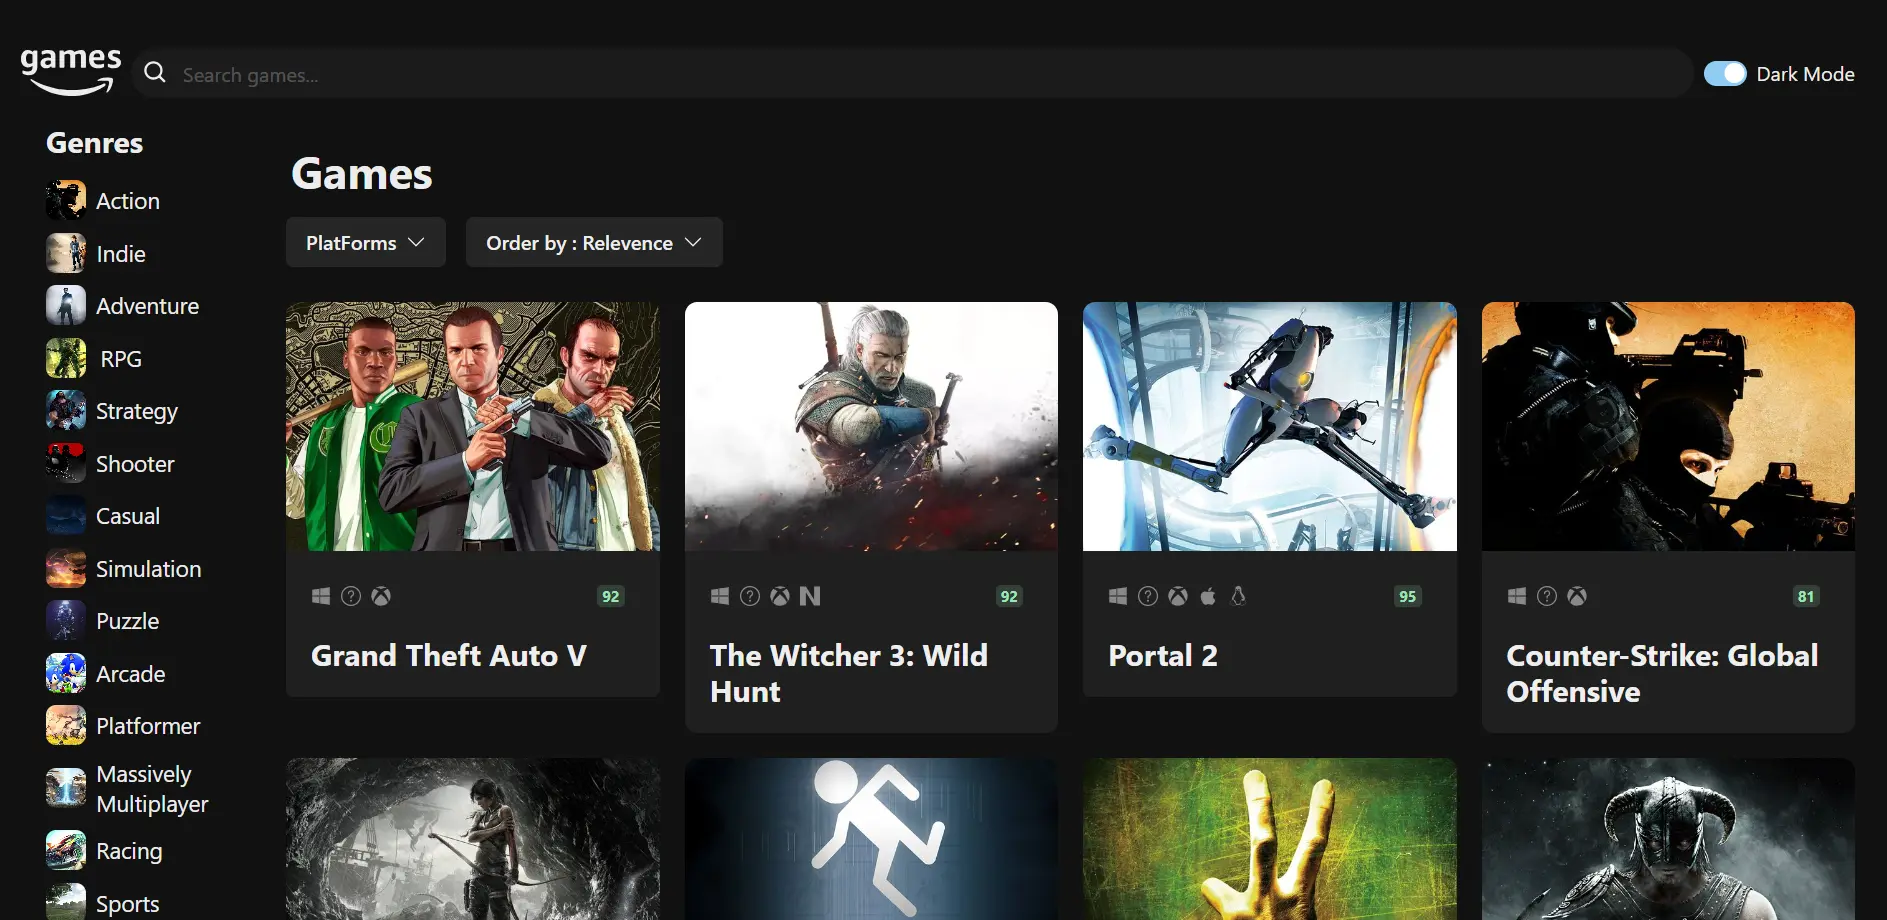 games
Search games...
Dark Mode
Genres
Action
Indie
Adventure
RPG
Strategy
Shooter
Casual
Simulation
Puzzle
Arcade
Platformer
Massively
Multiplayer
Racing
Sports
Games
PlatForms
Order by : Relevence
92
Grand Theft Auto V
92
The Witcher 3: Wild
Hunt
95
Portal 2
81
Counter-Strike: Global
Offensive